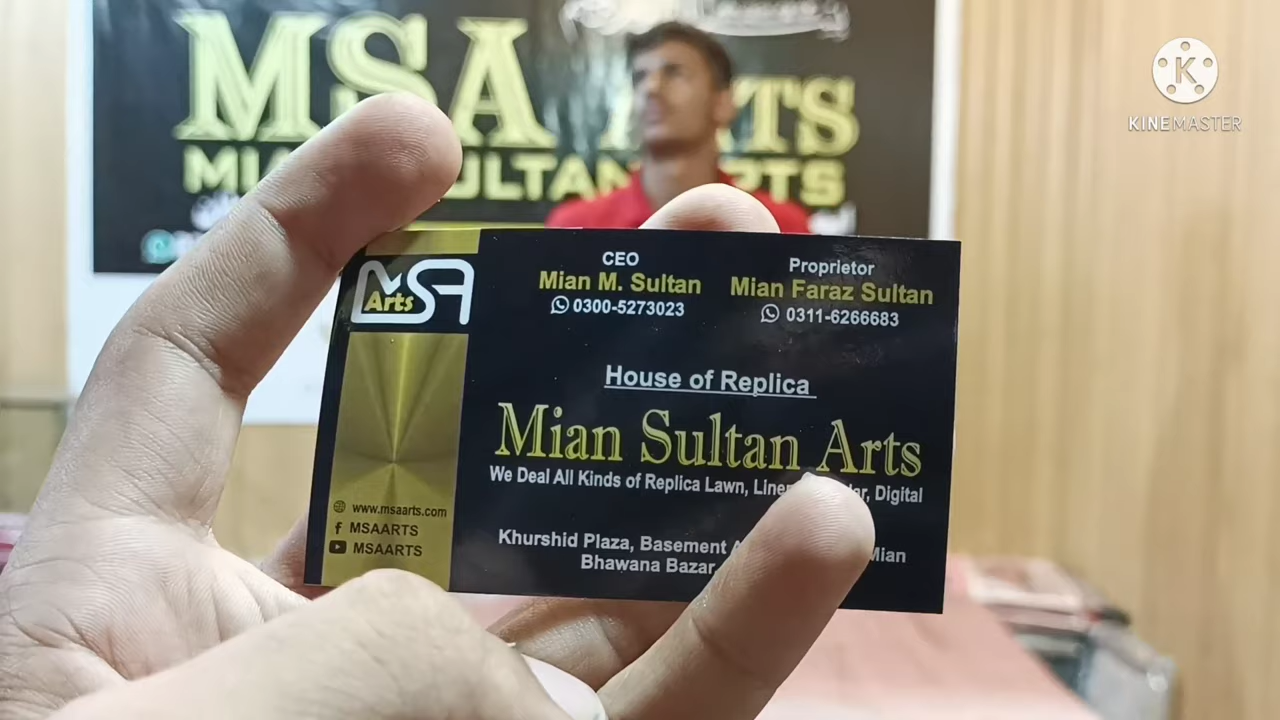 MSA ARTS
SULTAN ARTS
K
KINEMASTER
MSA
Arts
CEO
Mian M. Sultan
0300-5273023
Proprietor
Mian Faraz Sultan
0311-6266683
House of Replica
Mian Sultan Arts
We Deal All Kinds of Replica Lawn, Digital
www.msaarts.com
MSAARTS
MSAARTS
Khurshid Plaza, Basement Mian
Bhawana Bazar